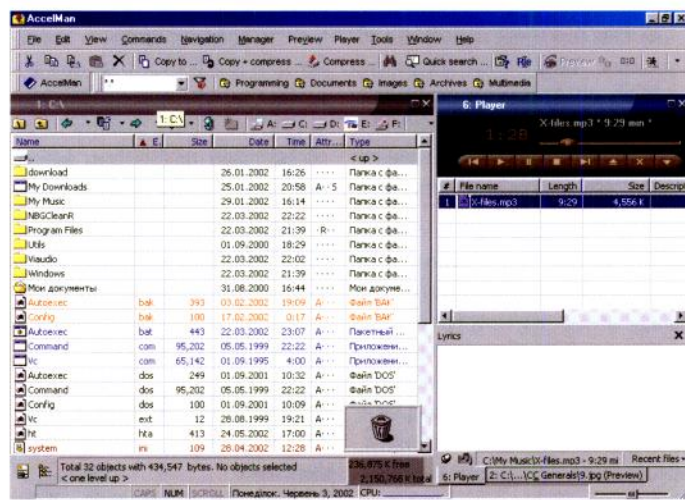 AccelMan
File Edit View Commands Navigation Manager Preview Player Tools Window Help
Copy to ... Copy + compress ... Compress ... Quick search ... File Preview
AccelMan ** Programming Documents Images Archives Multimedia
1: C:\
1: C:\ A: C: D: E: F:
Name E. Size Date Time Attr... Type
.. < up >
download 26.01.2002 16:26 Папка с фа...
My Downloads 25.01.2002 20:58 A··S Папка с фа...
My Music 29.01.2002 16:14 Папка с фа...
NBGCleanR 22.03.2002 22:22 Папка с фа...
Program Files 22.03.2002 21:39 ·R·· Папка с фа...
Utils 01.09.2000 18:29 Папка с фа...
Viaudio 22.03.2002 22:02 Папка с фа...
Windows 22.03.2002 21:39 Папка с фа...
Мои документы 31.08.2000 16:44 Мои докуме...
Autoexec bak 393 03.02.2002 19:09 A··· Файл 'BAK'
Config bak 100 17.02.2002 0:17 A··· Файл 'BAK'
Autoexec bat 443 22.03.2002 23:07 A··· Пакетный ...
Command com 95,202 05.05.1999 22:22 A··· Приложени...
Vc com 65,142 01.09.1995 4:00 A··· Приложени...
Autoexec dos 249 01.09.2001 10:32 A··· Файл 'DOS'
Command dos 95,202 05.05.1999 22:22 A··· Файл 'DOS'
Config dos 100 01.09.2001 10:09 A··· Файл 'DOS'
Vc ext 12 28.08.1999 19:21 A···
ht hta 413 24.05.2002 17:00 A···
system ini 109 28.04.2002 12:28 A···
Total 32 objects with 434,547 bytes. No objects selected
< one level up >
236,875 K free
2,150,768 K total
6: Player
1:28
X-files.mp3 * 9:29 min *
# File name Length Size Descript
1 X-files.mp3 9:29 4,556 K
Lyrics
C:\My Music\X-files.mp3 - 9:29 mi Recent files
6: Player 2: C:\...\CC Generals\9.jpg (Preview)
CAPS NUM SCROLL Понеділок, Червень 3, 2002 CPU: